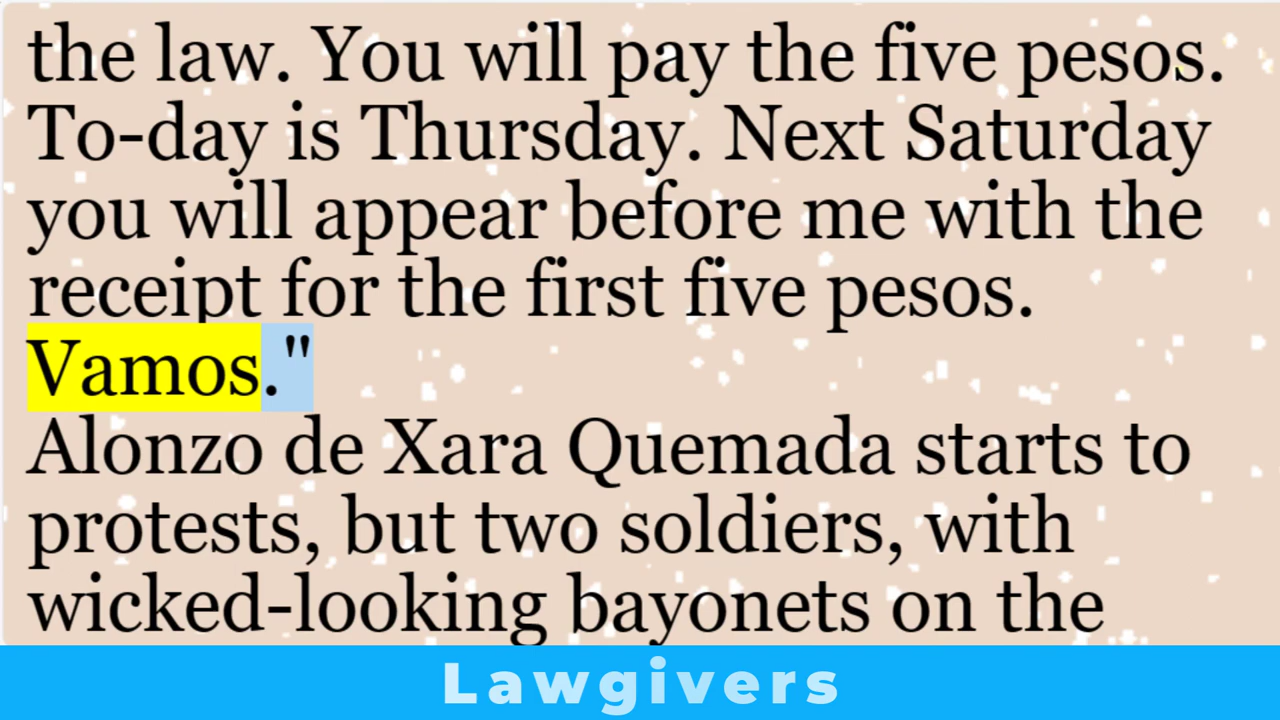 the law. You will pay the five pesos.
To-day is Thursday. Next Saturday
you will appear before me with the
receipt for the first five pesos.
Vamos."
Alonzo de Xara Quemada starts to
protests, but two soldiers, with
wicked-looking bayonets on the
Lawgivers